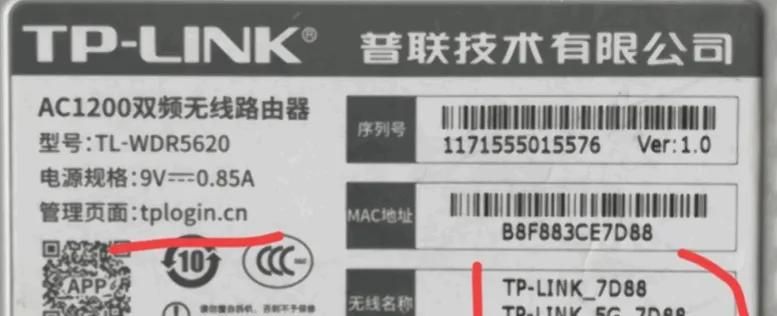 TP-LINK® 普联技术有限公司
AC1200双频无线路由器
型号:TL-WDR5620
电源规格:9V⎓0.85A
管理页面:tplogin.cn
APP
10
序列号
1171555015576 Ver:1.0
MAC地址
B8F883CE7D88
无线名称
TP-LINK_7D88
TP-LINK_5G_7D88